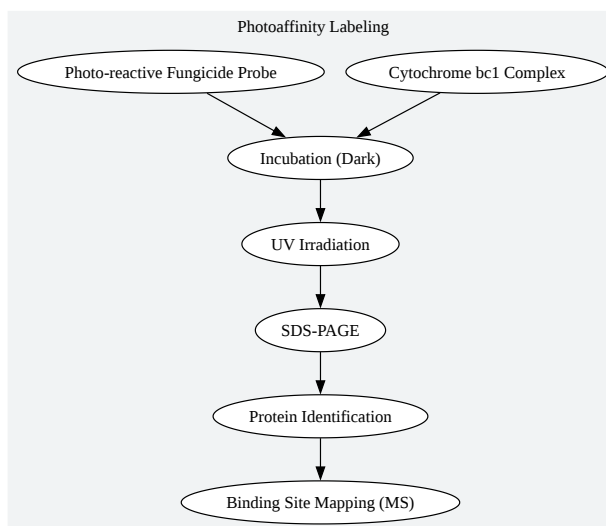 Photoaffinity Labeling
Photo-reactive Fungicide Probe
Cytochrome bc1 Complex
Incubation (Dark)
UV Irradiation
SDS-PAGE
Protein Identification
Binding Site Mapping (MS)